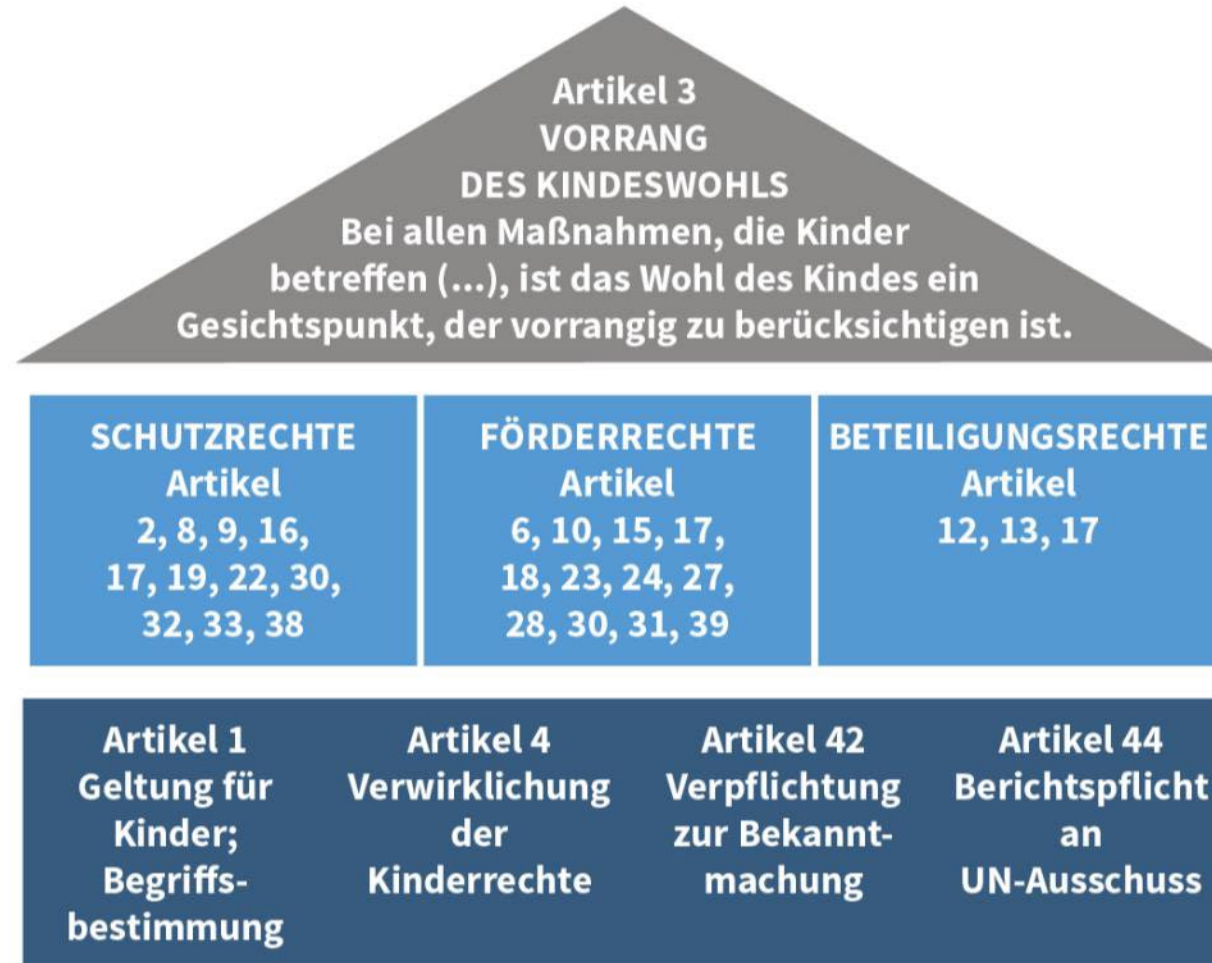 Artikel 3
VORRANG
DES KINDESWOHLS
Bei allen Maßnahmen, die Kinder
betreffen (...), ist das Wohl des Kindes ein
Gesichtspunkt, der vorrangig zu berücksichtigen ist.
SCHUTZRECHTE
Artikel
2, 8, 9, 16,
17, 19, 22, 30,
32, 33, 38
FÖRDERRECHTE
Artikel
6, 10, 15, 17,
18, 23, 24, 27,
28, 30, 31, 39
BETEILIGUNGSRECHTE
Artikel
12, 13, 17
Artikel 1
Geltung für
Kinder;
Begriffs-
bestimmung
Artikel 4
Verwirklichung
der
Kinderrechte
Artikel 42
Verpflichtung
zur Bekannt-
machung
Artikel 44
Berichtspflicht
an
UN-Ausschuss